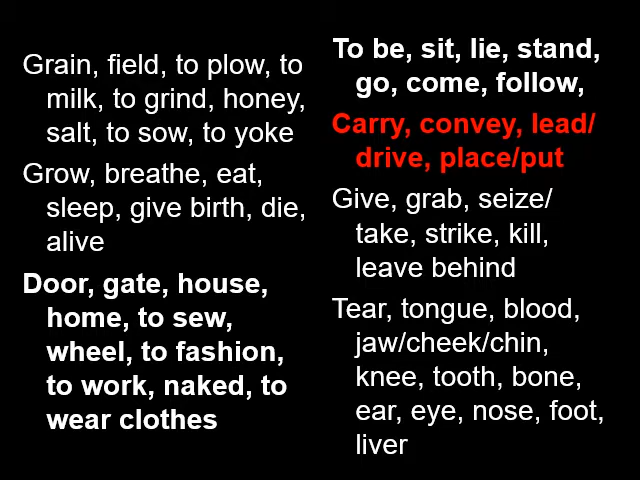 Grain, field, to plow, to
milk, to grind, honey,
salt, to sow, to yoke
Grow, breathe, eat,
sleep, give birth, die,
alive
Door, gate, house,
home, to sew,
wheel, to fashion,
to work, naked, to
wear clothes
To be, sit, lie, stand,
go, come, follow,
Carry, convey, lead/
drive, place/put
Give, grab, seize/
take, strike, kill,
leave behind
Tear, tongue, blood,
jaw/cheek/chin,
knee, tooth, bone,
ear, eye, nose, foot,
liver